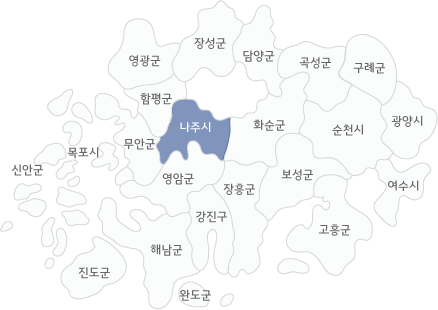 장성군
담양군
영광군
곡성군
구례군
함평군
나주시
화순군
순천시
광양시
무안군
목포시
신안군
영암군
장흥군
보성군
여수시
강진구
고흥군
해남군
진도군
완도군